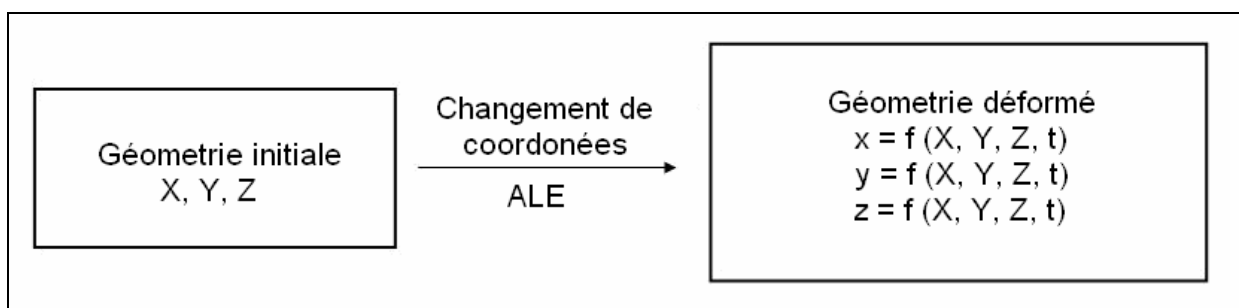 Géometrie initiale
X, Y, Z
Changement de
coordonées
ALE
Géometrie déformé
x = f (X, Y, Z, t)
y = f (X, Y, Z, t)
z = f (X, Y, Z, t)